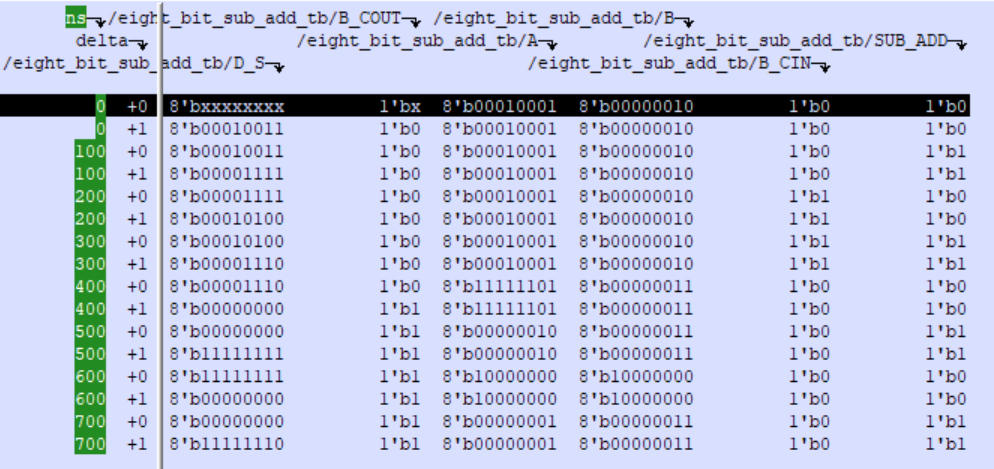 ns /eight_bit_sub_add_tb/B_COUT /eight_bit_sub_add_tb/B
delta /eight_bit_sub_add_tb/A /eight_bit_sub_add_tb/SUB_ADD
/eight_bit_sub_add_tb/D_S /eight_bit_sub_add_tb/B_CIN
0 +0 8'bxxxxxxxx 1'bx 8'b00010001 8'b00000010 1'b0 1'b0
0 +1 8'b00010011 1'b0 8'b00010001 8'b00000010 1'b0 1'b0
100 +0 8'b00010011 1'b0 8'b00010001 8'b00000010 1'b0 1'b1
100 +1 8'b00001111 1'b0 8'b00010001 8'b00000010 1'b0 1'b1
200 +0 8'b00001111 1'b0 8'b00010001 8'b00000010 1'b1 1'b0
200 +1 8'b00010100 1'b0 8'b00010001 8'b00000010 1'b1 1'b0
300 +0 8'b00010100 1'b0 8'b00010001 8'b00000010 1'b1 1'b1
300 +1 8'b00001110 1'b0 8'b00010001 8'b00000010 1'b1 1'b1
400 +0 8'b00001110 1'b0 8'b11111101 8'b00000011 1'b0 1'b0
400 +1 8'b00000000 1'b1 8'b11111101 8'b00000011 1'b0 1'b0
500 +0 8'b00000000 1'b1 8'b00000010 8'b00000011 1'b0 1'b1
500 +1 8'b11111111 1'b1 8'b00000010 8'b00000011 1'b0 1'b1
600 +0 8'b11111111 1'b1 8'b10000000 8'b10000000 1'b0 1'b0
600 +1 8'b00000000 1'b1 8'b10000000 8'b10000000 1'b0 1'b0
700 +0 8'b00000000 1'b1 8'b00000001 8'b00000011 1'b0 1'b1
700 +1 8'b11111110 1'b1 8'b00000001 8'b00000011 1'b0 1'b1